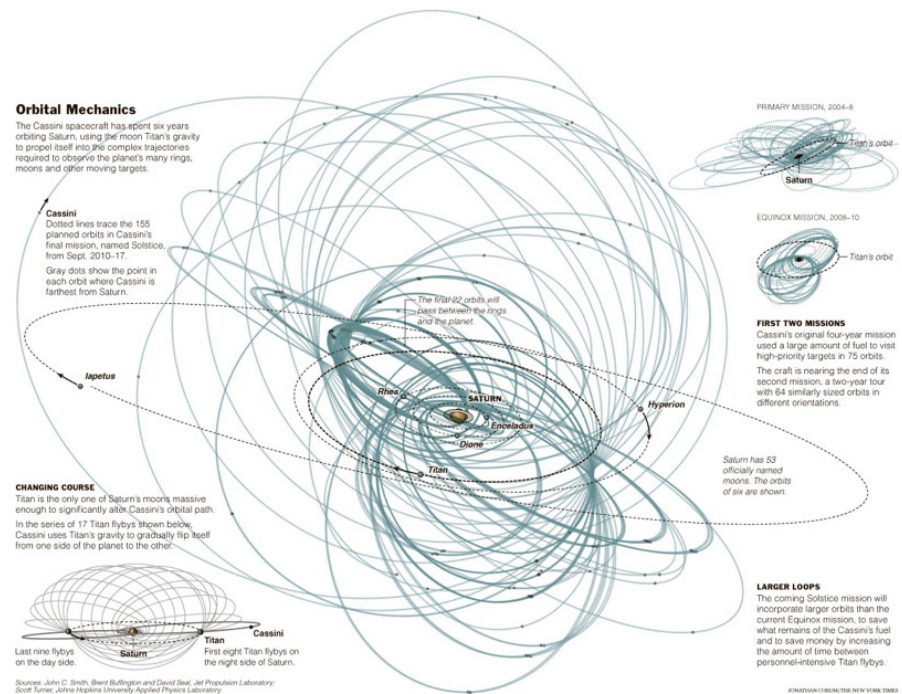 Orbital Mechanics
The Cassini spacecraft has spent six years
orbiting Saturn, using the moon Titan's gravity
to propel itself into the complex trajectories
required to observe the planet's many rings,
moons and other moving targets.
Cassini
Dotted lines trace the 155
planned orbits in Cassini's
final mission, named Solstice,
from Sept. 2010–17.
Gray dots show the point in
each orbit where Cassini is
farthest from Saturn.
The final 22 orbits will
pass between the rings
and the planet.
Iapetus
Rhea
SATURN
Enceladus
Dione
Titan
Hyperion
Saturn has 53
officially named
moons. The orbits
of six are shown.
PRIMARY MISSION, 2004–8
Titan's orbit
Saturn
EQUINOX MISSION, 2008–10
Titan's orbit
FIRST TWO MISSIONS
Cassini's original four-year mission
used a large amount of fuel to visit
high-priority targets in 75 orbits.
The craft is nearing the end of its
second mission, a two-year tour
with 64 similarly sized orbits in
different orientations.
CHANGING COURSE
Titan is the only one of Saturn's moons massive
enough to significantly alter Cassini's orbital path.
In the series of 17 Titan flybys shown below,
Cassini uses Titan's gravity to gradually flip itself
from one side of the planet to the other.
Last nine flybys
on the day side.
Saturn
Titan
Cassini
First eight Titan flybys on
the night side of Saturn.
LARGER LOOPS
The coming Solstice mission will
incorporate larger orbits than the
current Equinox mission, to save
what remains of the Cassini's fuel
and to save money by increasing
the amount of time between
personnel-intensive Titan flybys.
Sources: John C. Smith, Brent Buffington and David Seal, Jet Propulsion Laboratory;
Scott Turner, Johns Hopkins University Applied Physics Laboratory
JONATHAN CORUM/THE NEW YORK TIMES